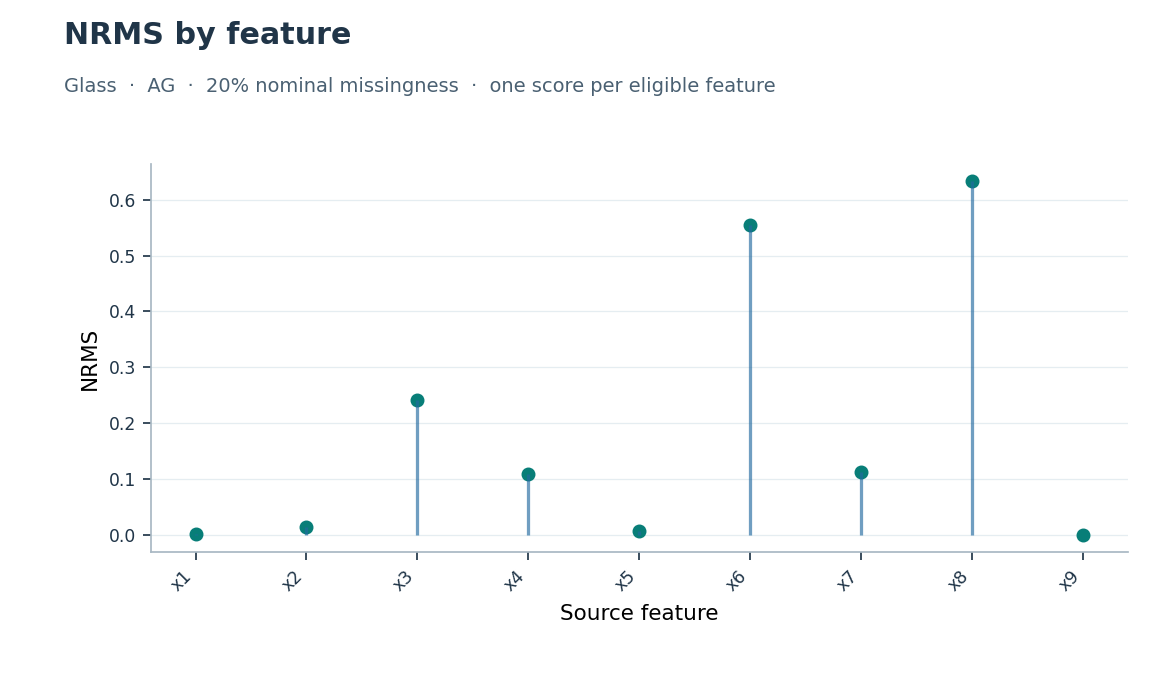 NRMS by feature
Glass · AG · 20% nominal missingness · one score per eligible feature
NRMS
0.6
0.5
0.4
0.3
0.2
0.1
0.0
x1 x2 x3 x4 x5 x6 x7 x8 x9
Source feature